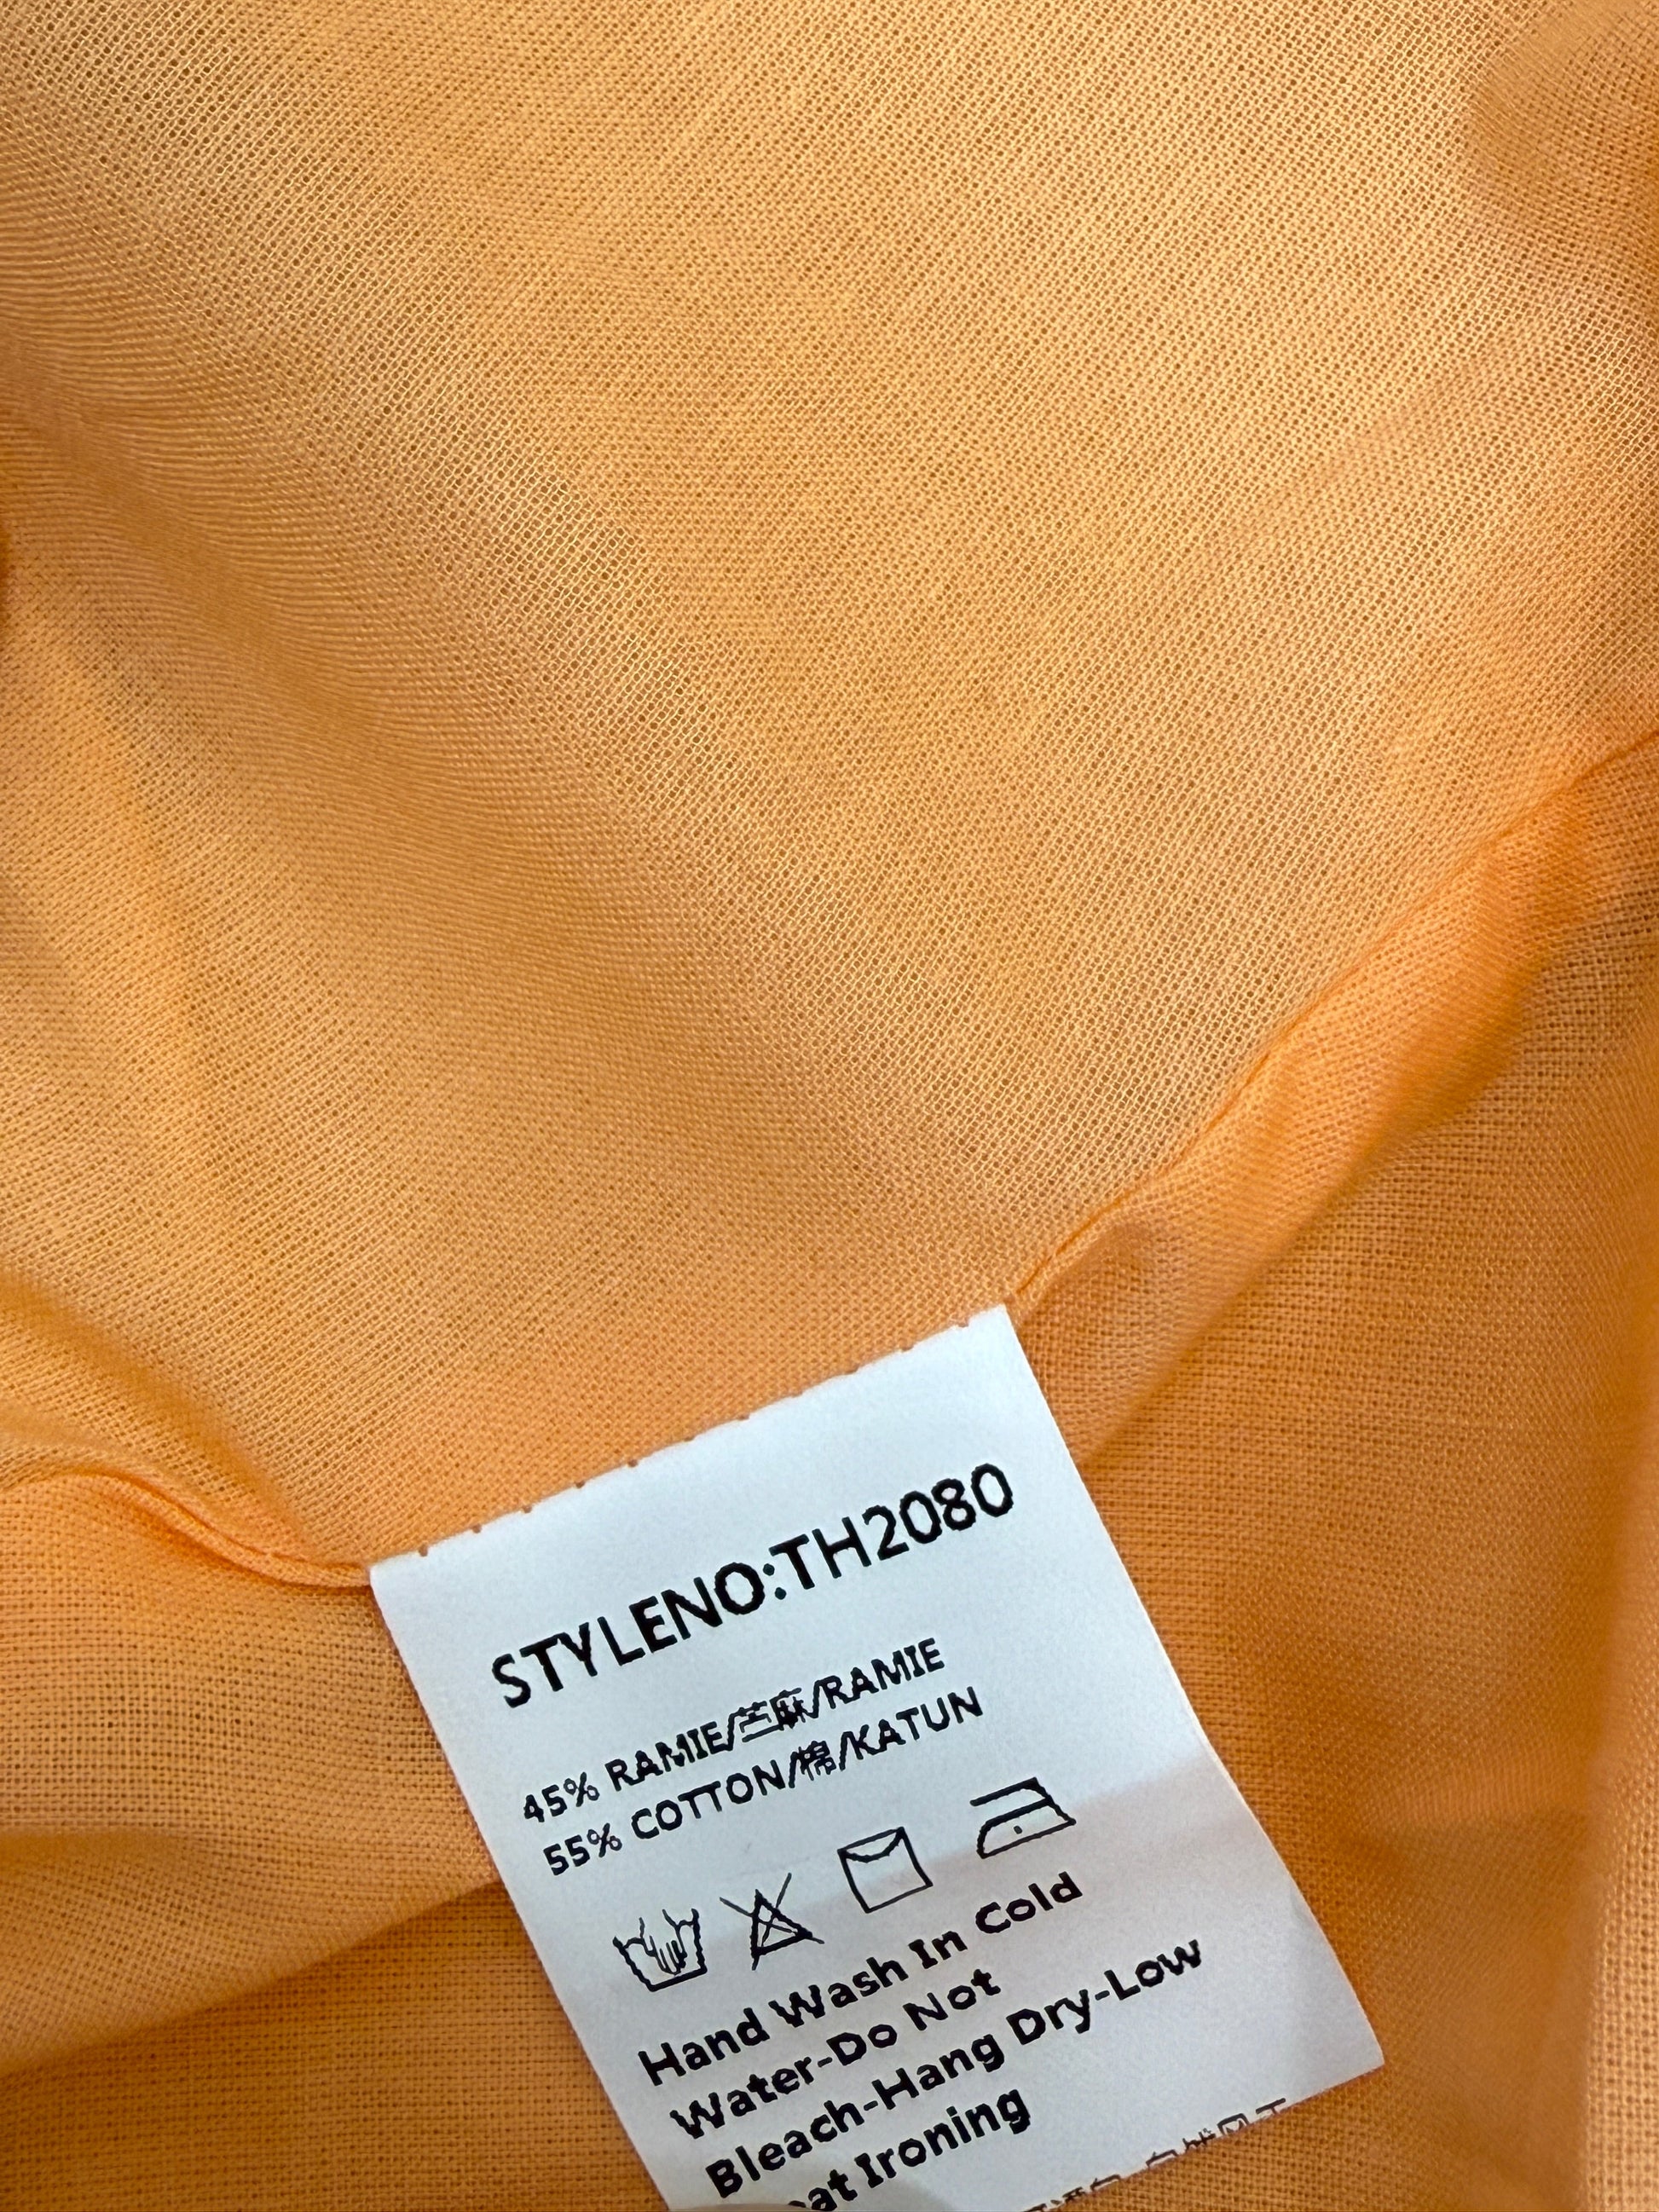 STYLENO:TH2080
45% RAMIE/苎麻/RAMIE
55% COTTON/棉/KATUN
Hand Wash In Cold
Water-Do Not
Bleach-Hang Dry-Low
Ironing